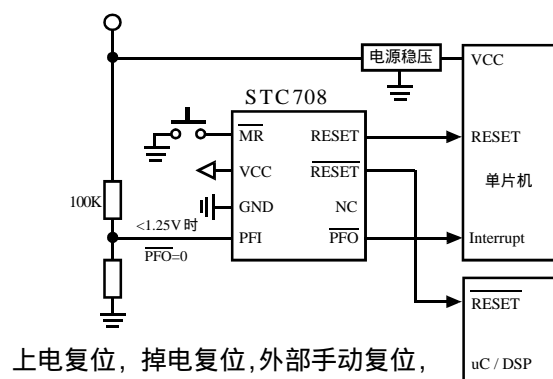 电源稳压
VCC
STC708
MR
RESET
RESET
VCC
RESET
单片机
100K
GND
NC
<1.25V时
PFI
PFO
Interrupt
PFO=0
RESET
上电复位，掉电复位,外部手动复位，
uC / DSP